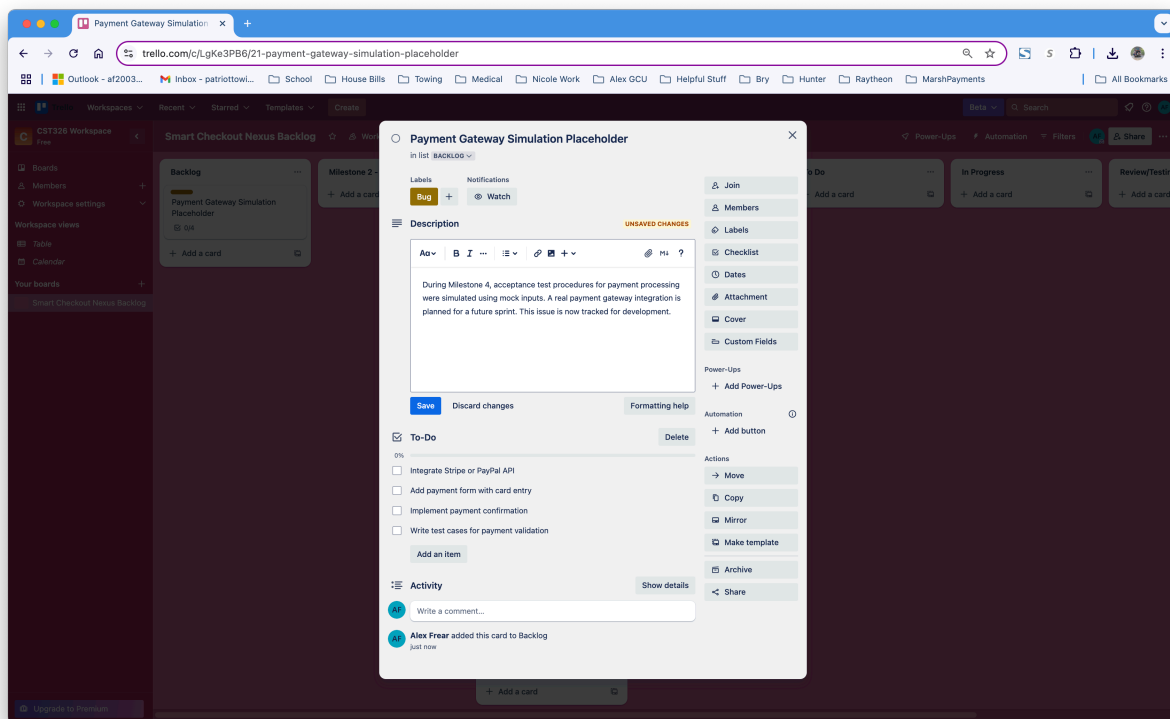 Payment Gateway Simulation
trello.com/c/LgKe3PB6/21-payment-gateway-simulation-placeholder
Outlook - af2003... Inbox - patriottowi... School House Bills Towing Medical Nicole Work Alex GCU Helpful Stuff Bry Hunter Raytheon MarshPayments All Bookmarks
Workspaces Recent Starred Templates Create Beta Search
CST326 Workspace
Free
Smart Checkout Nexus Backlog Power-Ups Automation Filters Share
Boards
Members
Workspace settings
Workspace views
Table
Calendar
Your boards
Smart Checkout Nexus Backlog
Upgrade to Premium
Backlog
Payment Gateway Simulation
Placeholder
0/4
+ Add a card
Milestone 2 -
+ Add a card
Payment Gateway Simulation Placeholder
in list BACKLOG
Labels Notifications
Bug + Watch
Description UNSAVED CHANGES
Aa B I ... M ?
During Milestone 4, acceptance test procedures for payment processing
were simulated using mock inputs. A real payment gateway integration is
planned for a future sprint. This issue is now tracked for development.
Save Discard changes Formatting help
To-Do Delete
0%
Integrate Stripe or PayPal API
Add payment form with card entry
Implement payment confirmation
Write test cases for payment validation
Add an item
Activity Show details
AF Write a comment...
AF Alex Frear added this card to Backlog
just now
Join
Members
Labels
Checklist
Dates
Attachment
Cover
Custom Fields
Power-Ups
+ Add Power-Ups
Automation
+ Add button
Actions
Move
Copy
Mirror
Make template
Archive
Share
+ Add a card
Do
Add a card
In Progress
+ Add a card
Review/Testin
+ Add a card